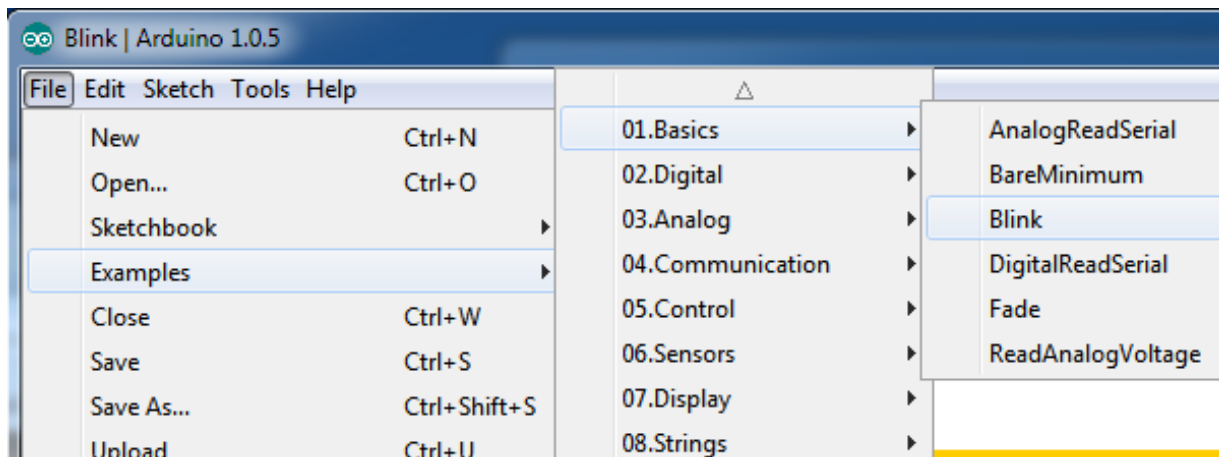 Blink | Arduino 1.0.5
File Edit Sketch Tools Help
New Ctrl+N
Open... Ctrl+O
Sketchbook
Examples
Close Ctrl+W
Save Ctrl+S
Save As... Ctrl+Shift+S
Upload Ctrl+U
01.Basics
02.Digital
03.Analog
04.Communication
05.Control
06.Sensors
07.Display
08.Strings
AnalogReadSerial
BareMinimum
Blink
DigitalReadSerial
Fade
ReadAnalogVoltage